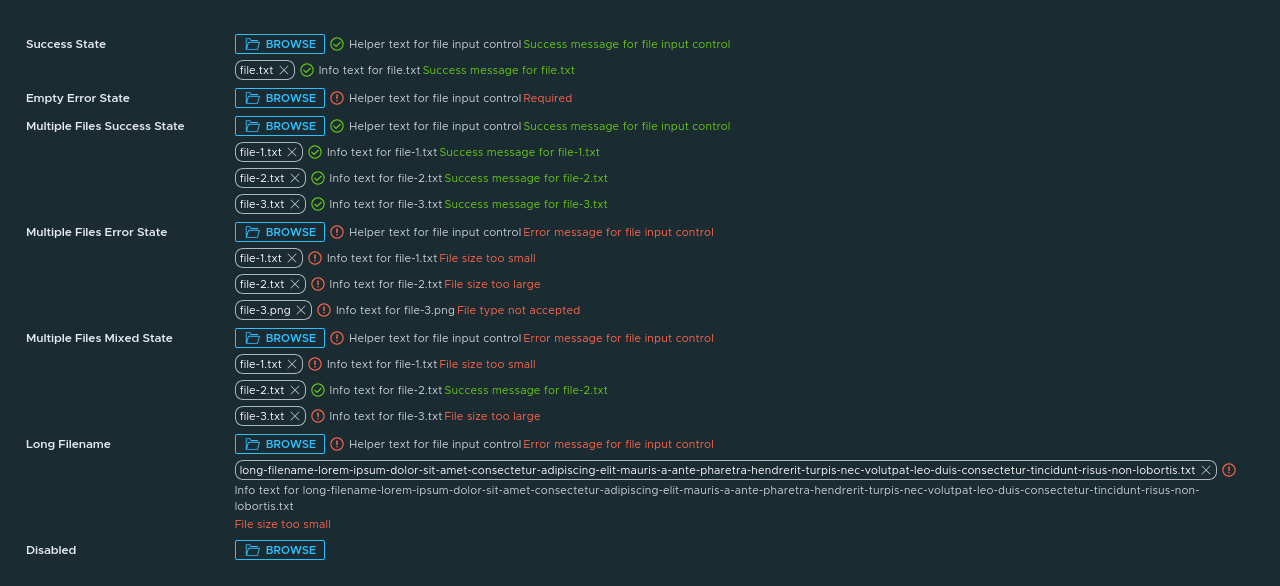 Success State BROWSE Helper text for file input control Success message for file input control
file.txt Info text for file.txt Success message for file.txt
Empty Error State BROWSE Helper text for file input control Required
Multiple Files Success State BROWSE Helper text for file input control Success message for file input control
file-1.txt Info text for file-1.txt Success message for file-1.txt
file-2.txt Info text for file-2.txt Success message for file-2.txt
file-3.txt Info text for file-3.txt Success message for file-3.txt
Multiple Files Error State BROWSE Helper text for file input control Error message for file input control
file-1.txt Info text for file-1.txt File size too small
file-2.txt Info text for file-2.txt File size too large
file-3.png Info text for file-3.png File type not accepted
Multiple Files Mixed State BROWSE Helper text for file input control Error message for file input control
file-1.txt Info text for file-1.txt File size too small
file-2.txt Info text for file-2.txt Success message for file-2.txt
file-3.txt Info text for file-3.txt File size too large
Long Filename BROWSE Helper text for file input control Error message for file input control
long-filename-lorem-ipsum-dolor-sit-amet-consectetur-adipiscing-elit-mauris-a-ante-pharetra-hendrerit-turpis-nec-volutpat-leo-duis-consectetur-tincidunt-risus-non-lobortis.txt
Info text for long-filename-lorem-ipsum-dolor-sit-amet-consectetur-adipiscing-elit-mauris-a-ante-pharetra-hendrerit-turpis-nec-volutpat-leo-duis-consectetur-tincidunt-risus-non-
lobortis.txt
File size too small
Disabled BROWSE